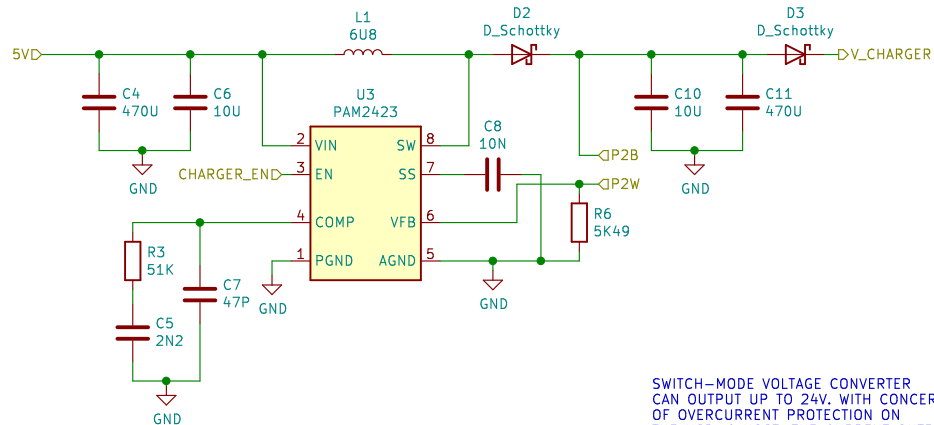 L1
6U8
D2
D_Schottky
D3
D_Schottky
5V
V_CHARGER
C4
470U
C6
10U
C10
10U
C11
470U
U3
PAM2423
C8
10N
2 VIN
SW 8
3 EN
SS 7
4 COMP
VFB 6
1 PGND
AGND 5
CHARGER_EN
P2B
P2W
GND
GND
R6
5K49
R3
51K
C7
47P
GND
GND
C5
2N2
GND
SWITCH-MODE VOLTAGE CONVERTER
CAN OUTPUT UP TO 24V. WITH CONCER
OF OVERCURRENT PROTECTION ON